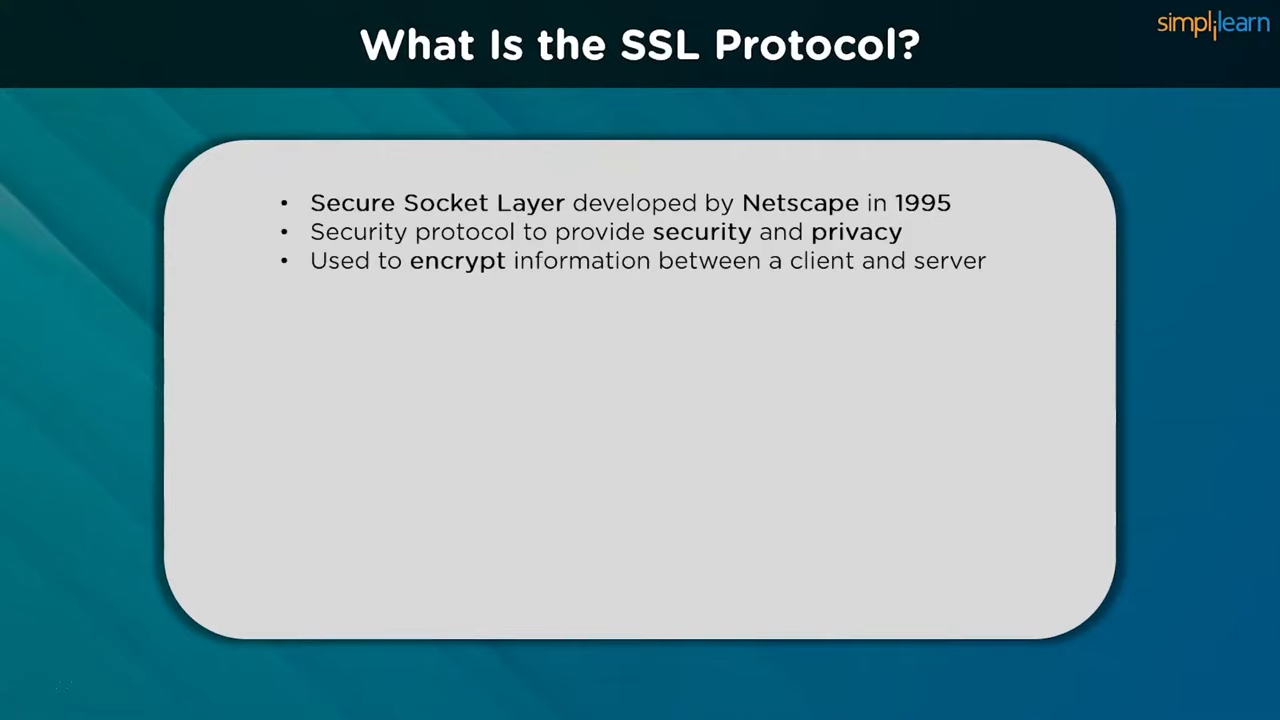 simplilearn
What Is the SSL Protocol?
• Secure Socket Layer developed by Netscape in 1995
• Security protocol to provide security and privacy
• Used to encrypt information between a client and server